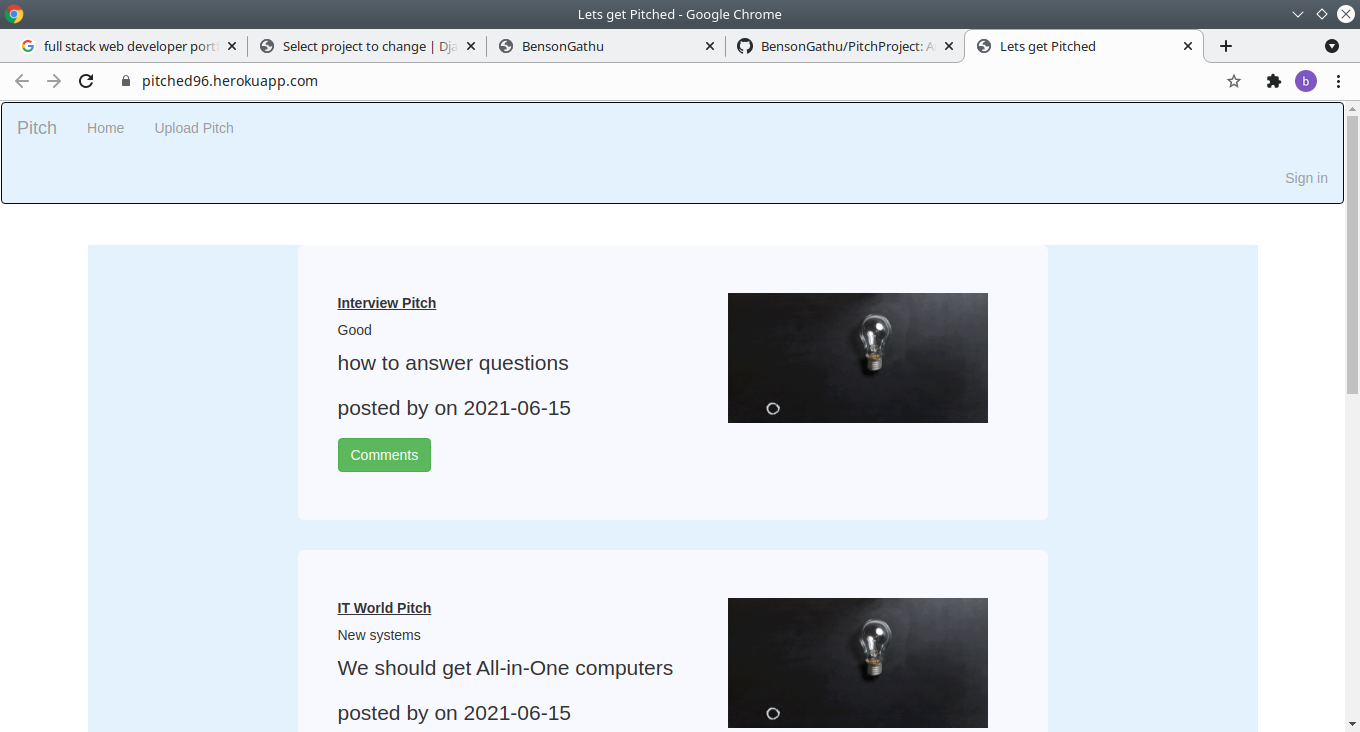 Lets get Pitched - Google Chrome
full stack web developer port
Select project to change | Dja
BensonGathu
BensonGathu/PitchProject: A
Lets get Pitched
pitched96.herokuapp.com
b
Pitch Home Upload Pitch
Sign in
Interview Pitch
Good
how to answer questions
posted by on 2021-06-15
Comments
IT World Pitch
New systems
We should get All-in-One computers
posted by on 2021-06-15